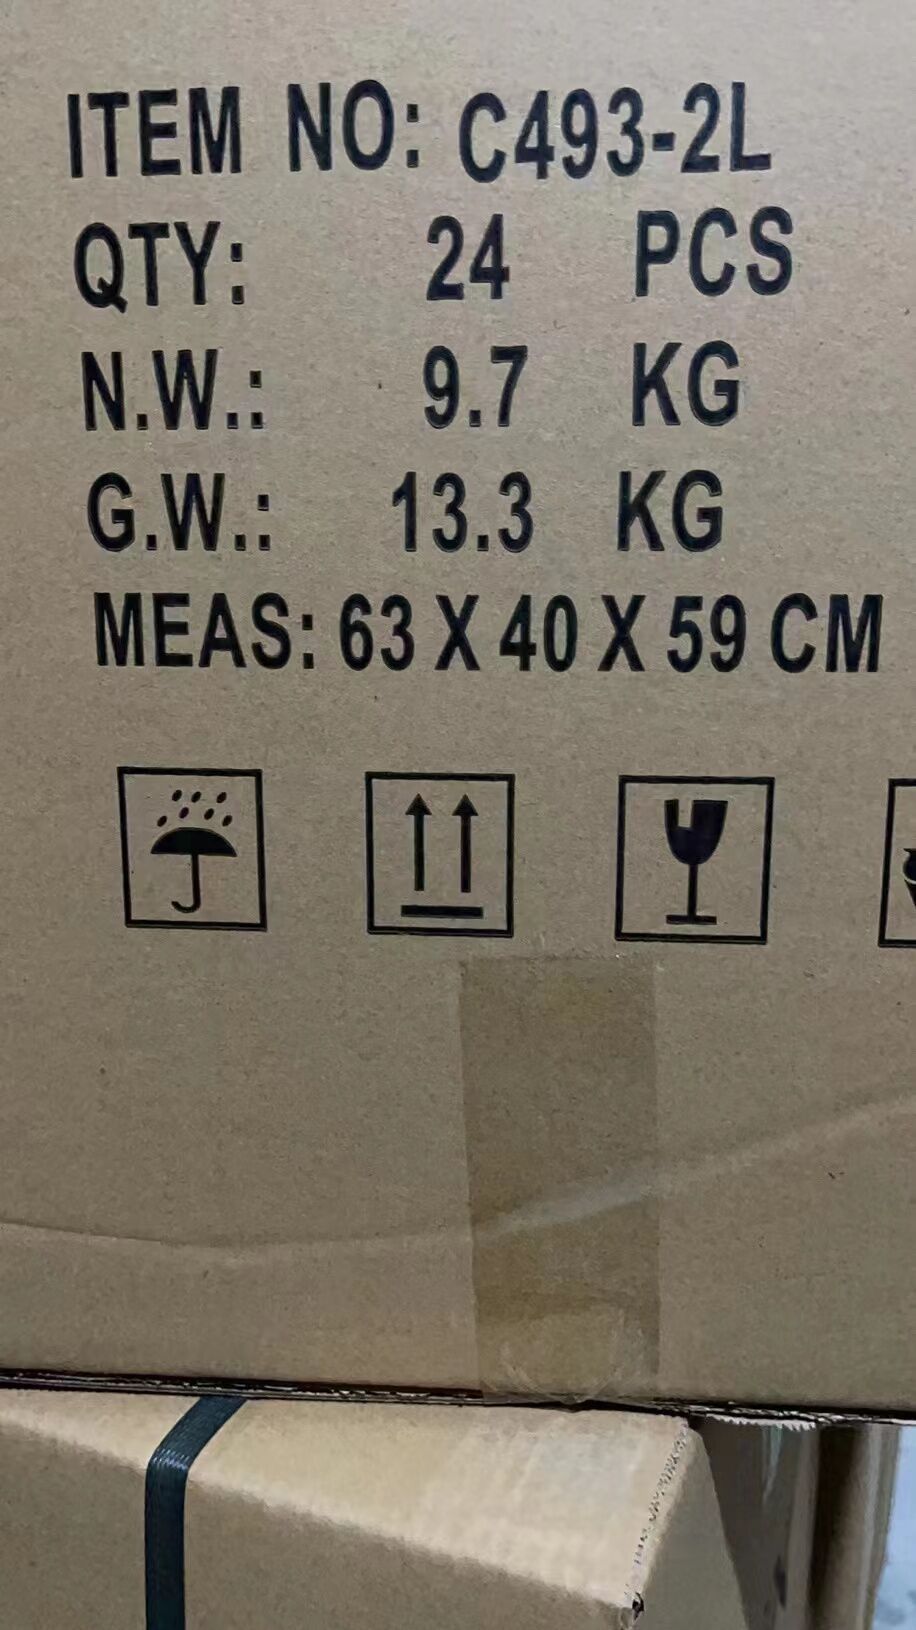 ITEM NO: C493-2L
QTY: 24 PCS
N.W.: 9.7 KG
G.W.: 13.3 KG
MEAS: 63 X 40 X 59 CM